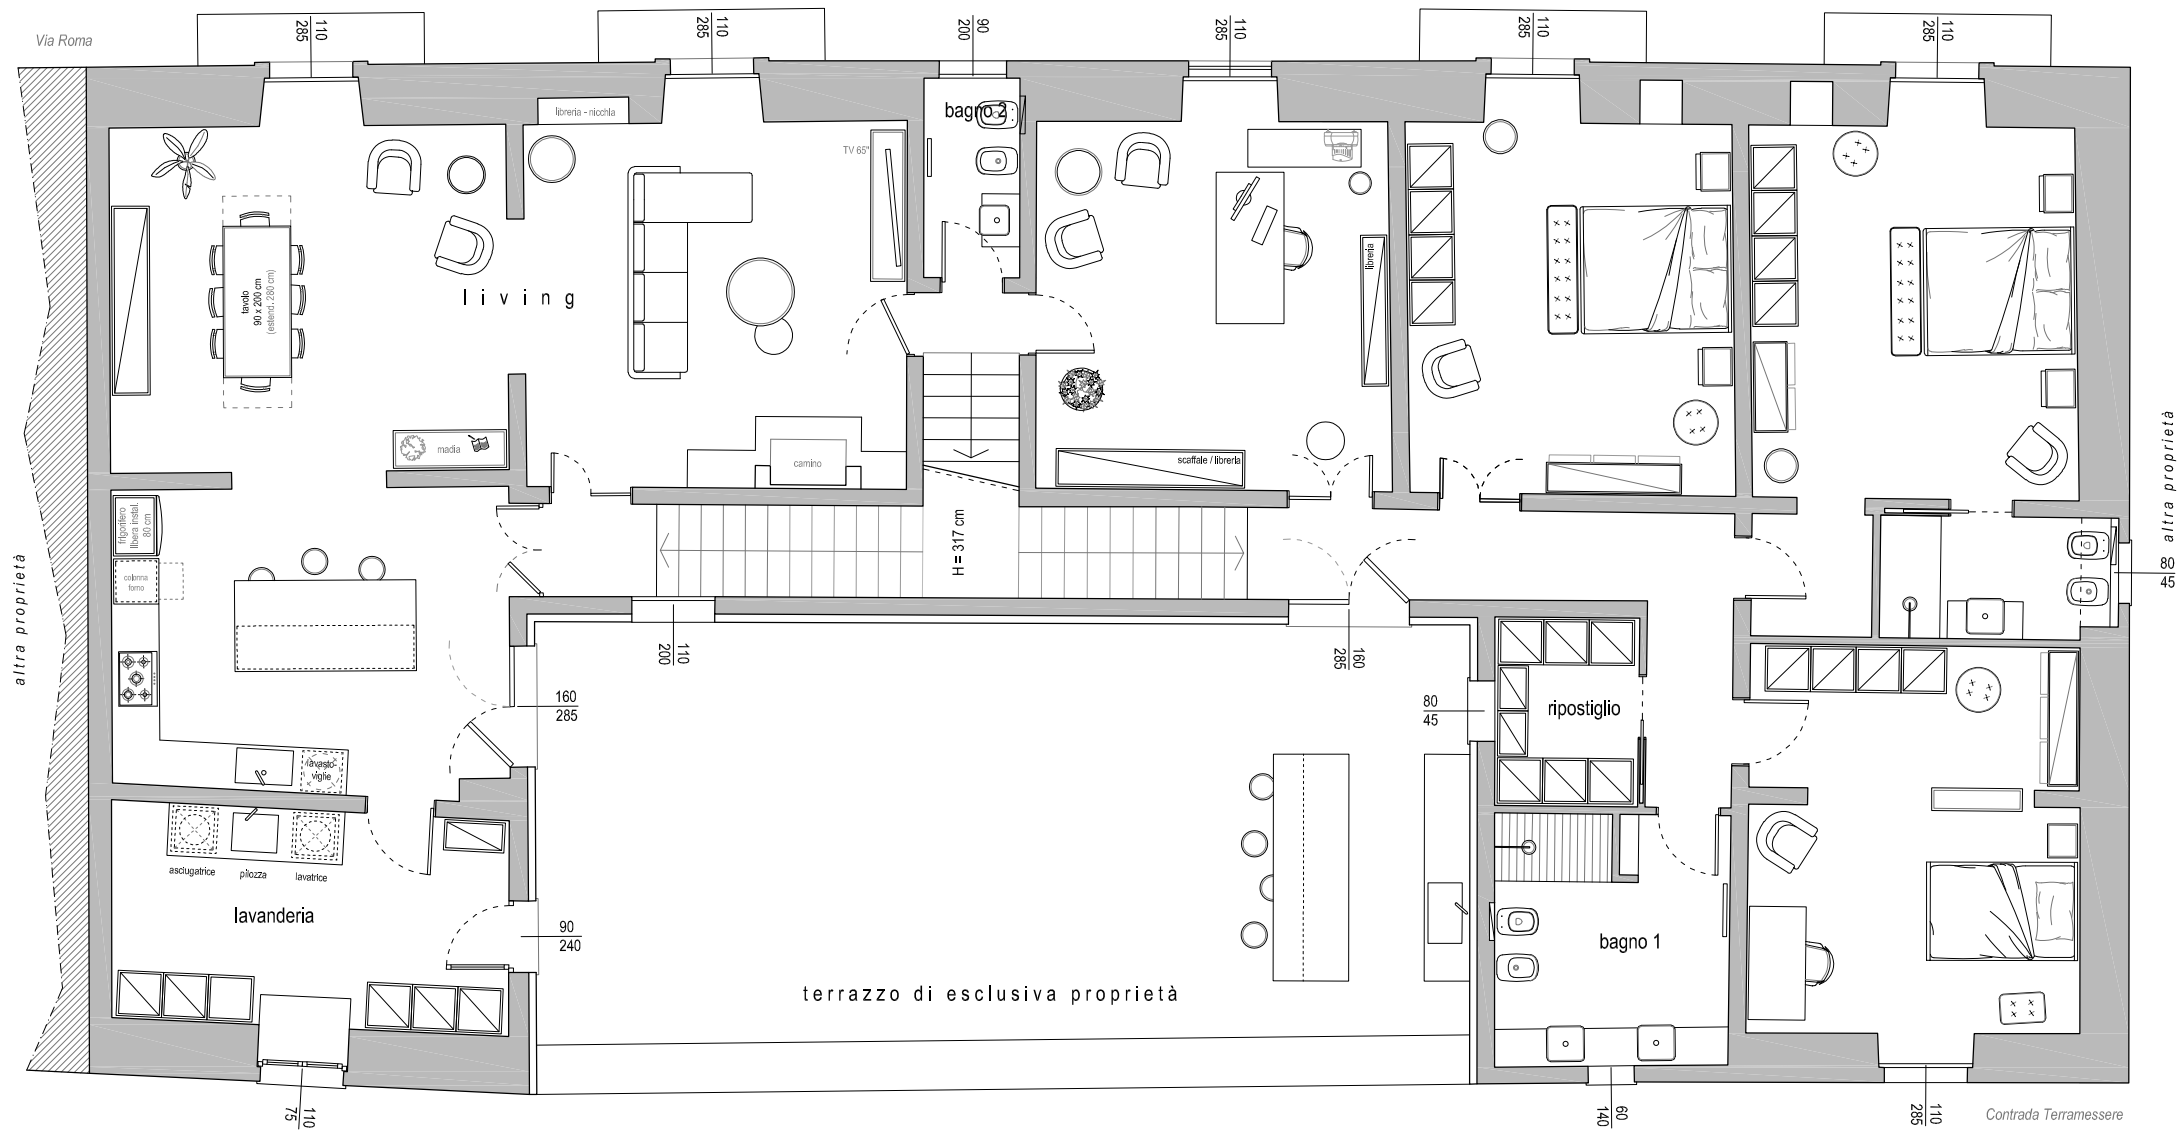 Via Roma
110
285
110
285
90
200
110
285
110
285
110
285
libreria - nicchia
bagno 2
TV 65"
living
tavolo
90 x 200 cm
(estend. 280 cm)
libreria
madia
camino
scaffale / libreria
altra proprietà
frigorifero
libera instal.
80 cm
colonna
forno
H = 317 cm
80
45
altra proprietà
110
200
160
285
160
285
80
45
ripostiglio
lavasto-
viglie
asciugatrice
pilozza
lavatrice
lavanderia
90
240
bagno 1
terrazzo di esclusiva proprietà
110
75
60
140
110
285
Contrada Terramessere